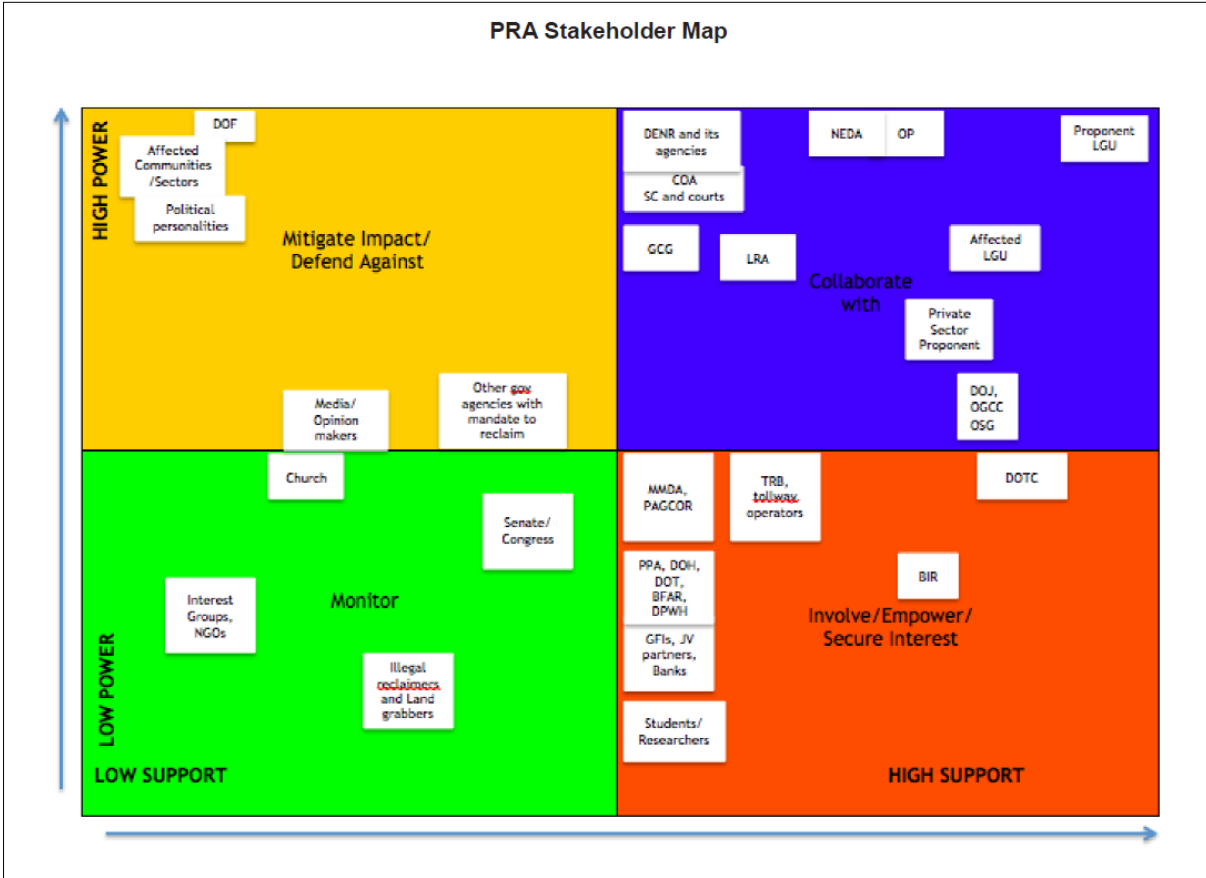 PRA Stakeholder Map
HIGH POWER
DOF
Affected
Communities
/Sectors
Political
personalities
Mitigate Impact/
Defend Against
Media/
Opinion
makers
Other gov
agencies with
mandate to
reclaim
DENR and its
agencies
COA
SC and courts
NEDA
OP
Proponent
LGU
GCG
LRA
Affected
LGU
Collaborate
with
Private
Sector
Proponent
DOJ,
OGCC
OSG
Church
Senate/
Congress
Interest
Groups,
NGOs
Monitor
Illegal
reclaimers
and Land
grabbers
LOW POWER
LOW SUPPORT
MMDA,
PAGCOR
TRB,
tollway
operators
DOTC
PPA, DOH,
DOT,
BFAR,
DPWH
BIR
Involve/Empower/
Secure Interest
GFIs, JV
partners,
Banks
Students/
Researchers
HIGH SUPPORT